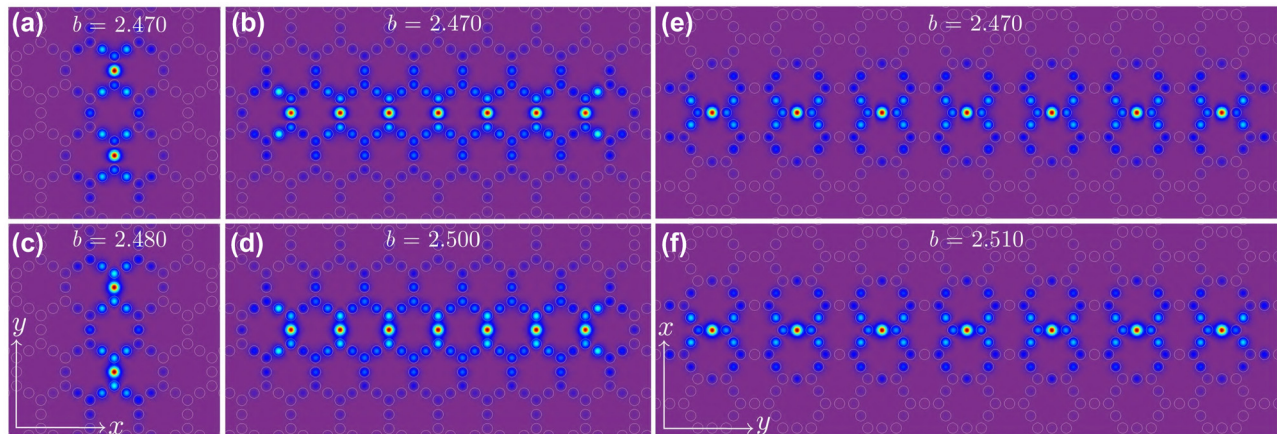 (a) b = 2.470
(b) b = 2.470
(e) b = 2.470
(c) b = 2.480
(d) b = 2.500
(f) b = 2.510
y
x
x
y